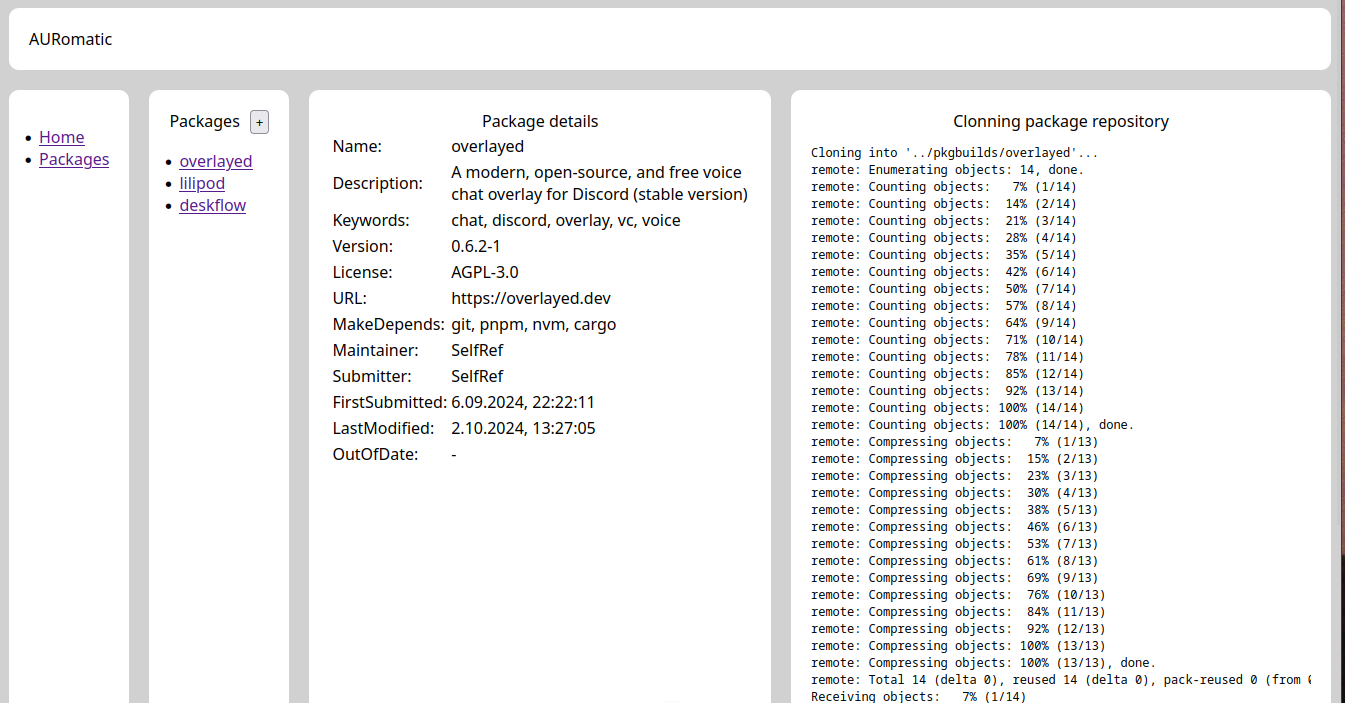 AURomatic
Home
Packages
Packages +
overlayed
lilipod
deskflow
Package details
Name: overlayed
Description: A modern, open-source, and free voice
chat overlay for Discord (stable version)
Keywords: chat, discord, overlay, vc, voice
Version: 0.6.2-1
License: AGPL-3.0
URL: https://overlayed.dev
MakeDepends: git, pnpm, nvm, cargo
Maintainer: SelfRef
Submitter: SelfRef
FirstSubmitted: 6.09.2024, 22:22:11
LastModified: 2.10.2024, 13:27:05
OutOfDate: -
Clonning package repository
Cloning into '../pkgbuilds/overlayed'...
remote: Enumerating objects: 14, done.
remote: Counting objects:   7% (1/14)
remote: Counting objects:  14% (2/14)
remote: Counting objects:  21% (3/14)
remote: Counting objects:  28% (4/14)
remote: Counting objects:  35% (5/14)
remote: Counting objects:  42% (6/14)
remote: Counting objects:  50% (7/14)
remote: Counting objects:  57% (8/14)
remote: Counting objects:  64% (9/14)
remote: Counting objects:  71% (10/14)
remote: Counting objects:  78% (11/14)
remote: Counting objects:  85% (12/14)
remote: Counting objects:  92% (13/14)
remote: Counting objects: 100% (14/14)
remote: Counting objects: 100% (14/14), done.
remote: Compressing objects:   7% (1/13)
remote: Compressing objects:  15% (2/13)
remote: Compressing objects:  23% (3/13)
remote: Compressing objects:  30% (4/13)
remote: Compressing objects:  38% (5/13)
remote: Compressing objects:  46% (6/13)
remote: Compressing objects:  53% (7/13)
remote: Compressing objects:  61% (8/13)
remote: Compressing objects:  69% (9/13)
remote: Compressing objects:  76% (10/13)
remote: Compressing objects:  84% (11/13)
remote: Compressing objects:  92% (12/13)
remote: Compressing objects: 100% (13/13)
remote: Compressing objects: 100% (13/13), done.
remote: Total 14 (delta 0), reused 14 (delta 0), pack-reused 0 (from
Receiving objects:   7% (1/14)